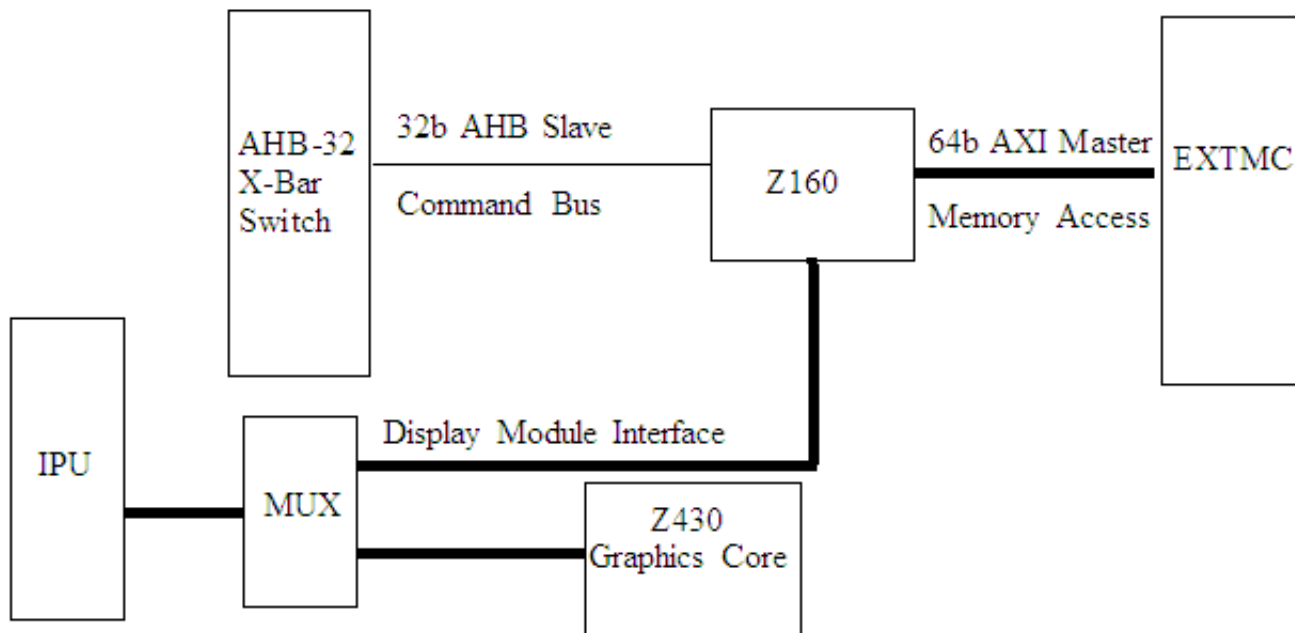 AHB-32
X-Bar
Switch
32b AHB Slave
Command Bus
Z160
64b AXI Master
Memory Access
EXTMC
IPU
MUX
Display Module Interface
Z430
Graphics Core